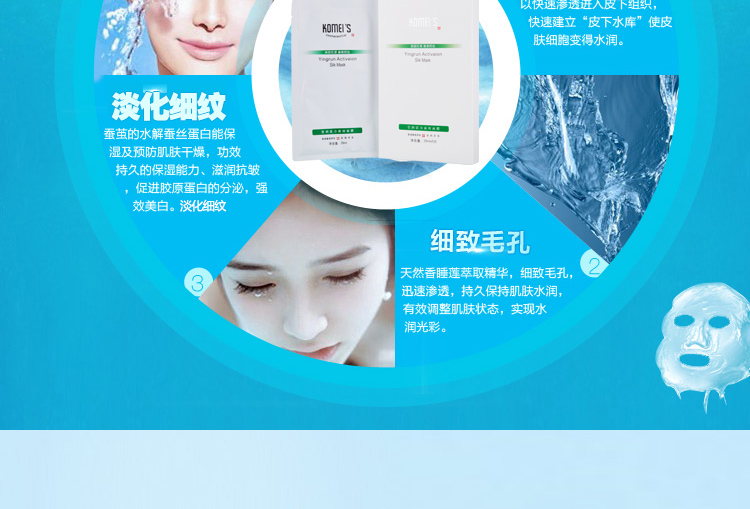 以快速渗透进入皮下组织，
快速建立“皮下水库”使皮
肤细胞变得水润。
KOMEI'S
Yingrun Activation
Silk Mask
KOMEI'S
Yingrun Activation
Silk Mask
淡化细纹
蚕茧的水解蚕丝蛋白能保
湿及预防肌肤干燥，功效
持久的保湿能力、滋润抗皱
，促进胶原蛋白的分泌，强
效美白。淡化细纹
3
细致毛孔
2
天然香睡莲萃取精华，细致毛孔，
迅速渗透，持久保持肌肤水润，
有效调整肌肤状态，实现水
润光彩。